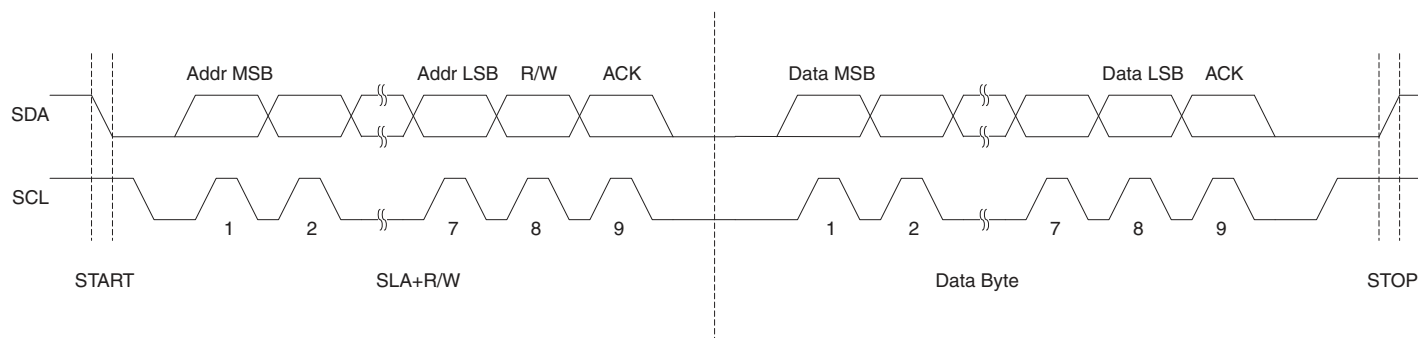 Addr MSB Addr LSB R/W ACK Data MSB Data LSB ACK
SDA
SCL
1 2 7 8 9 1 2 7 8 9
START SLA+R/W Data Byte STOP